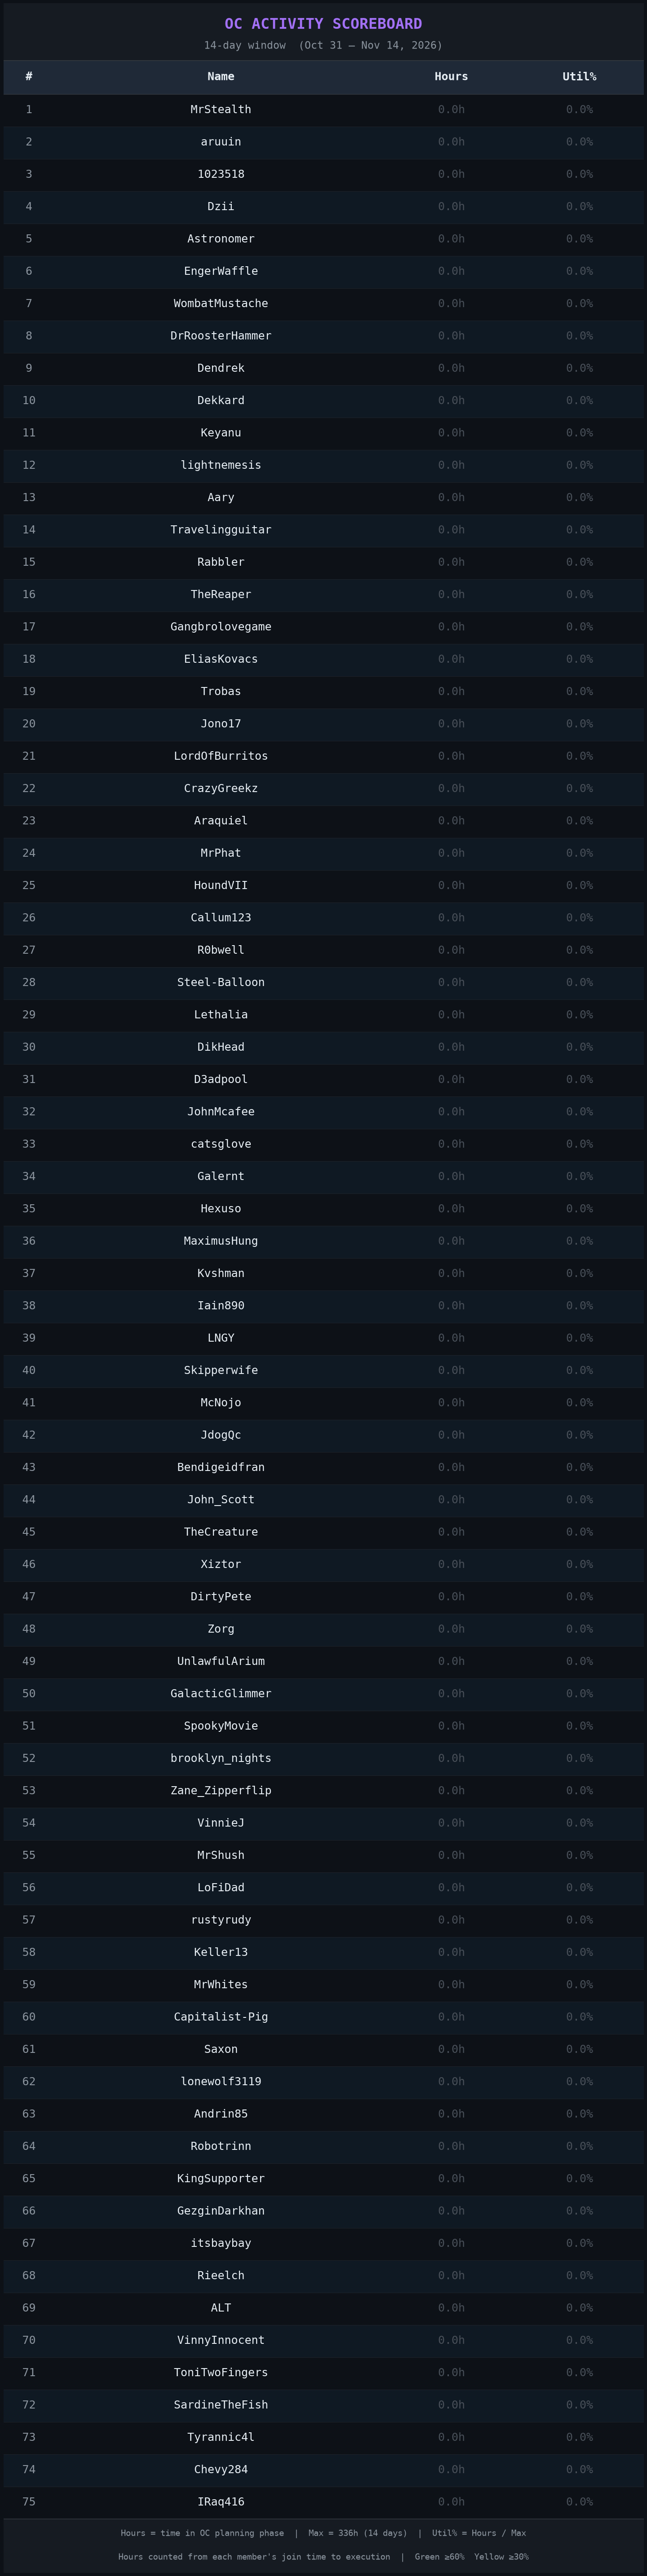 OC ACTIVITY SCOREBOARD
14-day window (Oct 31 – Nov 14, 2026)
# Name Hours Util%
1 MrStealth 0.0h 0.0%
2 aruuin 0.0h 0.0%
3 1023518 0.0h 0.0%
4 Dzii 0.0h 0.0%
5 Astronomer 0.0h 0.0%
6 EngerWaffle 0.0h 0.0%
7 WombatMustache 0.0h 0.0%
8 DrRoosterHammer 0.0h 0.0%
9 Dendrek 0.0h 0.0%
10 Dekkard 0.0h 0.0%
11 Keyanu 0.0h 0.0%
12 lightnemesis 0.0h 0.0%
13 Aary 0.0h 0.0%
14 Travelingguitar 0.0h 0.0%
15 Rabbler 0.0h 0.0%
16 TheReaper 0.0h 0.0%
17 Gangbrolovegame 0.0h 0.0%
18 EliasKovacs 0.0h 0.0%
19 Trobas 0.0h 0.0%
20 Jono17 0.0h 0.0%
21 LordOfBurritos 0.0h 0.0%
22 CrazyGreekz 0.0h 0.0%
23 Araquiel 0.0h 0.0%
24 MrPhat 0.0h 0.0%
25 HoundVII 0.0h 0.0%
26 Callum123 0.0h 0.0%
27 R0bwell 0.0h 0.0%
28 Steel-Balloon 0.0h 0.0%
29 Lethalia 0.0h 0.0%
30 DikHead 0.0h 0.0%
31 D3adpool 0.0h 0.0%
32 JohnMcafee 0.0h 0.0%
33 catsglove 0.0h 0.0%
34 Galernt 0.0h 0.0%
35 Hexuso 0.0h 0.0%
36 MaximusHung 0.0h 0.0%
37 Kvshman 0.0h 0.0%
38 Iain890 0.0h 0.0%
39 LNGY 0.0h 0.0%
40 Skipperwife 0.0h 0.0%
41 McNojo 0.0h 0.0%
42 JdogQc 0.0h 0.0%
43 Bendigeidfran 0.0h 0.0%
44 John_Scott 0.0h 0.0%
45 TheCreature 0.0h 0.0%
46 Xiztor 0.0h 0.0%
47 DirtyPete 0.0h 0.0%
48 Zorg 0.0h 0.0%
49 UnlawfulArium 0.0h 0.0%
50 GalacticGlimmer 0.0h 0.0%
51 SpookyMovie 0.0h 0.0%
52 brooklyn_nights 0.0h 0.0%
53 Zane_Zipperflip 0.0h 0.0%
54 VinnieJ 0.0h 0.0%
55 MrShush 0.0h 0.0%
56 LoFiDad 0.0h 0.0%
57 rustyrudy 0.0h 0.0%
58 Keller13 0.0h 0.0%
59 MrWhites 0.0h 0.0%
60 Capitalist-Pig 0.0h 0.0%
61 Saxon 0.0h 0.0%
62 lonewolf3119 0.0h 0.0%
63 Andrin85 0.0h 0.0%
64 Robotrinn 0.0h 0.0%
65 KingSupporter 0.0h 0.0%
66 GezginDarkhan 0.0h 0.0%
67 itsbaybay 0.0h 0.0%
68 Rieelch 0.0h 0.0%
69 ALT 0.0h 0.0%
70 VinnyInnocent 0.0h 0.0%
71 ToniTwoFingers 0.0h 0.0%
72 SardineTheFish 0.0h 0.0%
73 Tyrannic4l 0.0h 0.0%
74 Chevy284 0.0h 0.0%
75 IRaq416 0.0h 0.0%
Hours = time in OC planning phase | Max = 336h (14 days) | Util% = Hours / Max
Hours counted from each member's join time to execution | Green ≥60% Yellow ≥30%